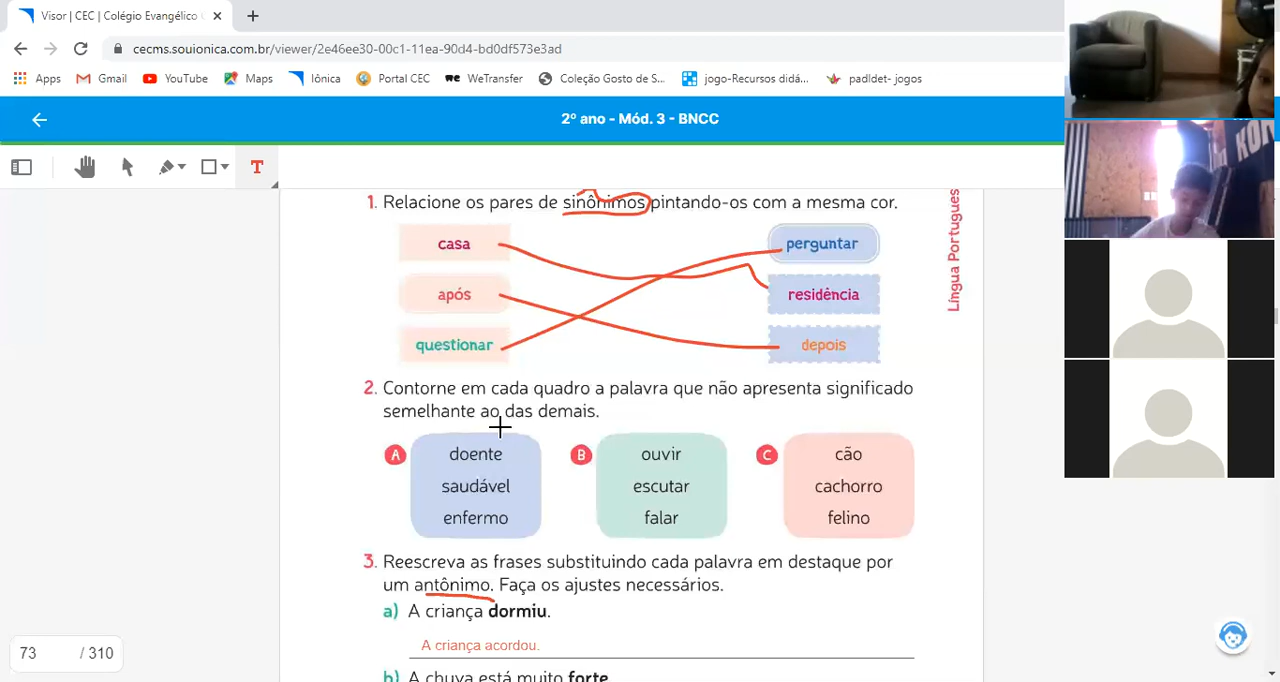 Visor | CEC | Colégio Evangélico
cecms.souionica.com.br/viewer/2e46ee30-00c1-11ea-90d4-bd0df573e3ad
Apps Gmail YouTube Maps Iônica Portal CEC WeTransfer Coleção Gosto de S... jogo-Recursos didá... padldet- jogos
2º ano - Mód. 3 - BNCC
T
1. Relacione os pares de sinônimos pintando-os com a mesma cor.
casa perguntar
após residência
questionar depois
Língua Portugues
2. Contorne em cada quadro a palavra que não apresenta significado
semelhante ao das demais.
A doente B ouvir C cão
saudável escutar cachorro
enfermo falar felino
3. Reescreva as frases substituindo cada palavra em destaque por
um antônimo. Faça os ajustes necessários.
a) A criança dormiu.
A criança acordou.
b) A chuva está muito forte.
73 / 310